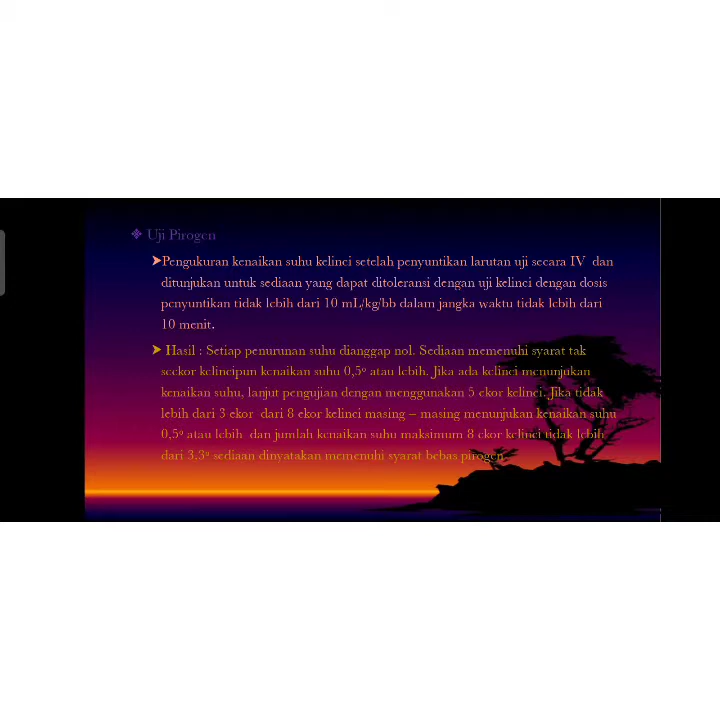 ❖ Uji Pirogen
➤Pengukuran kenaikan suhu kelinci setelah penyuntikan larutan uji secara IV dan
ditunjukan untuk sediaan yang dapat ditoleransi dengan uji kelinci dengan dosis
penyuntikan tidak lebih dari 10 mL/kg/bb dalam jangka waktu tidak lebih dari
10 menit.
➤ Hasil : Setiap penurunan suhu dianggap nol. Sediaan memenuhi syarat tak
seekor kelincipun kenaikan suhu 0,5° atau lebih. Jika ada kelinci menunjukan
kenaikan suhu, lanjut pengujian dengan menggunakan 5 ekor kelinci. Jika tidak
lebih dari 3 ekor dari 8 ekor kelinci masing – masing menunjukan kenaikan suhu
0,5° atau lebih dan jumlah kenaikan suhu maksimum 8 ekor kelinci tidak lebih
dari 3,3° sediaan dinyatakan memenuhi syarat bebas pirogen.